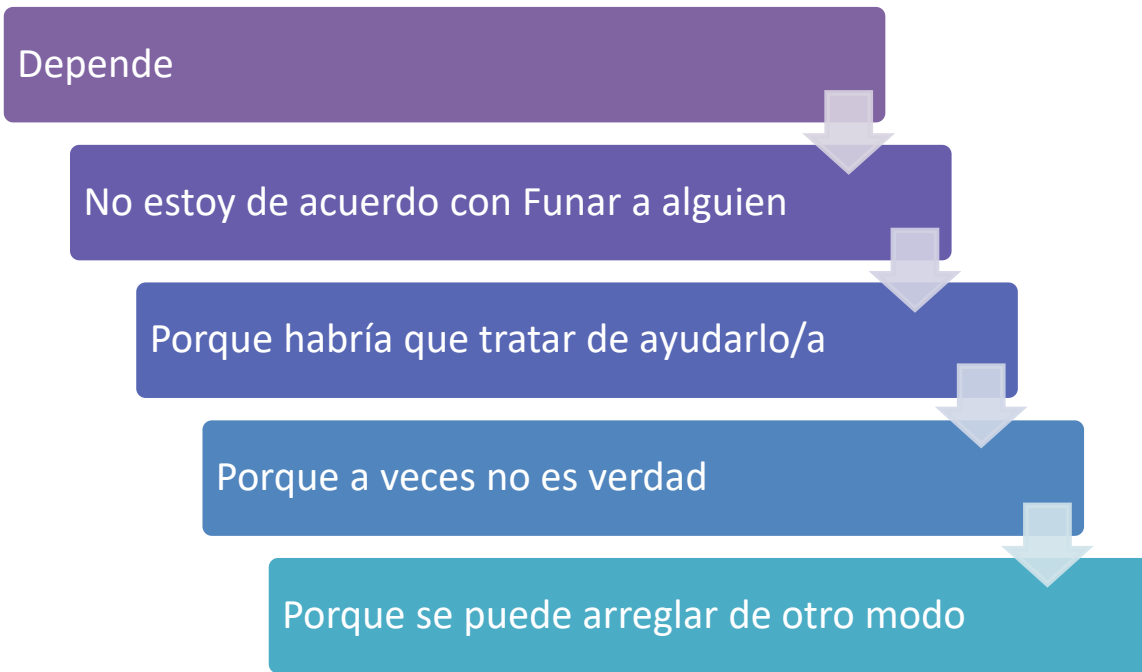 Depende
No estoy de acuerdo con Funar a alguien
Porque habría que tratar de ayudarlo/a
Porque a veces no es verdad
Porque se puede arreglar de otro modo